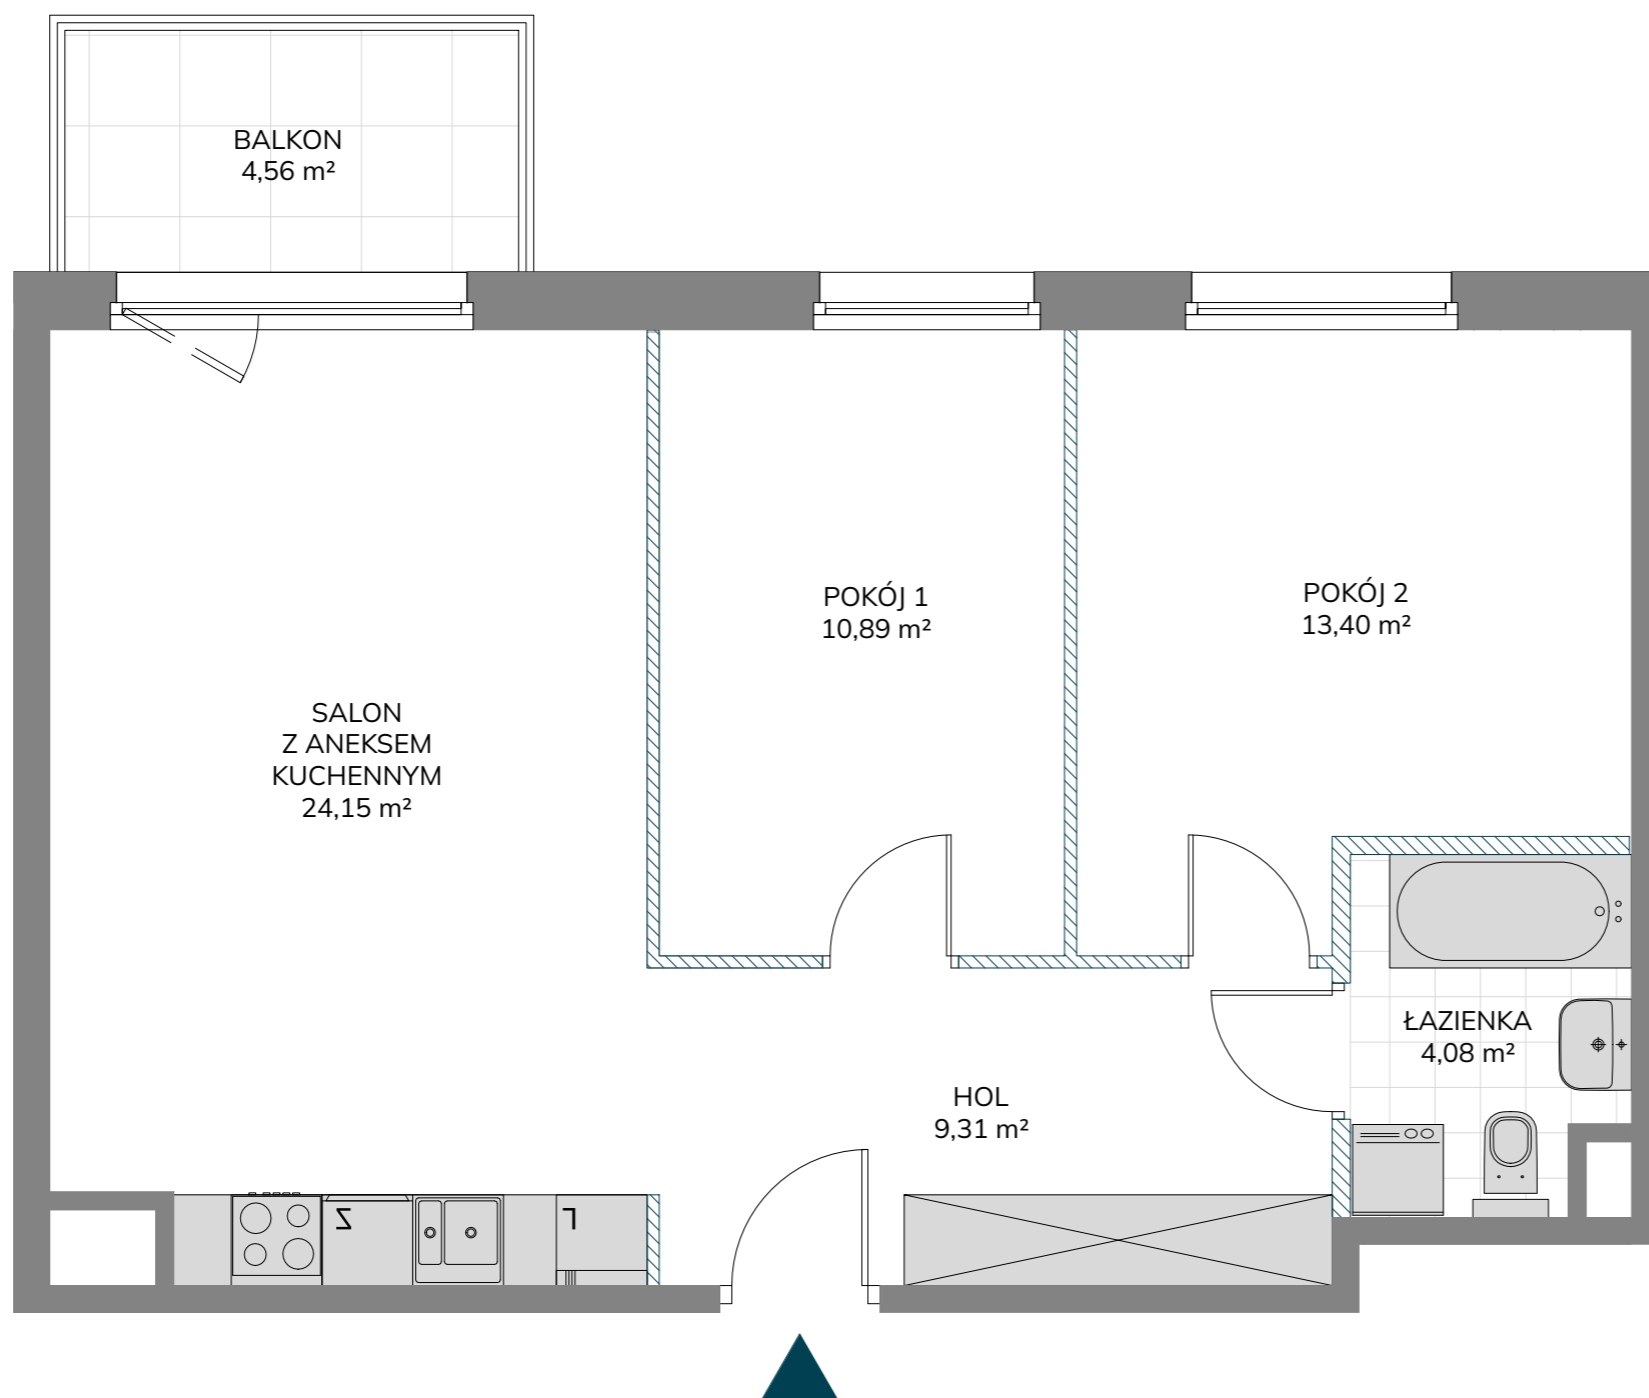 BALKON
4,56 m²
POKÓJ 1
10,89 m²
POKÓJ 2
13,40 m²
SALON
Z ANEKSEM
KUCHENNYM
24,15 m²
ŁAZIENKA
4,08 m²
HOL
9,31 m²
Z
L